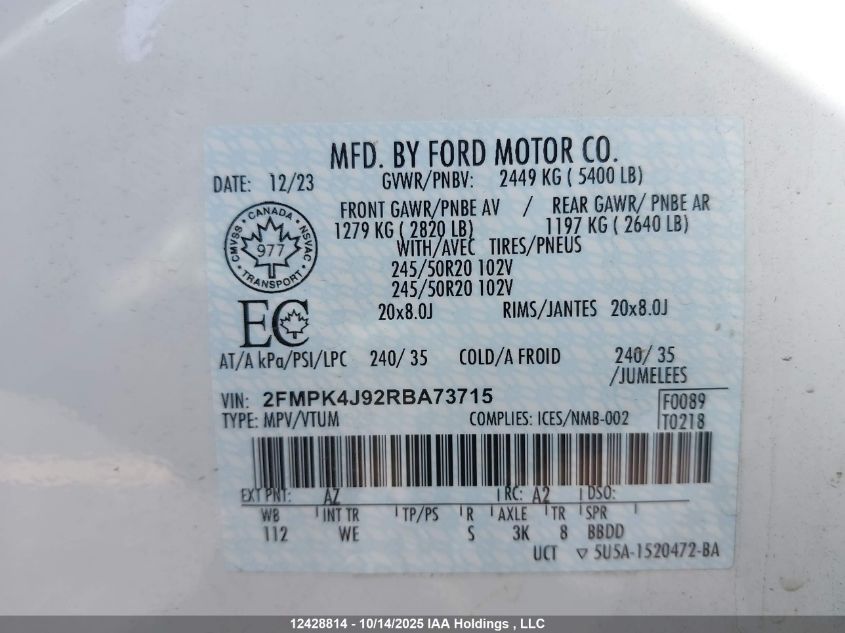 MFD. BY FORD MOTOR CO.
DATE: 12/23 GVWR/PNBV: 2449 KG ( 5400 LB)
FRONT GAWR/PNBE AV / REAR GAWR/ PNBE AR
1279 KG ( 2820 LB) 1197 KG ( 2640 LB)
WITH/AVEC TIRES/PNEUS
245/50R20 102V
245/50R20 102V
20x8.0J RIMS/JANTES 20x8.0J
CANADA
CMVSS NSVAC
977
TRANSPORT
EC
AT/A kPa/PSI/LPC 240/ 35 COLD/A FROID 240/ 35
/JUMELEES
VIN: 2FMPK4J92RBA73715
F0089
TYPE: MPV/VTUM COMPLIES: ICES/NMB-002 T0218
EXT PNT: AZ RC: A2 DSO:
WB INT TR TP/PS R AXLE TR SPR
112 WE S 3K 8 BBDD
UCT ▽ 5U5A-1520472-BA
12428814 - 10/14/2025 IAA Holdings , LLC